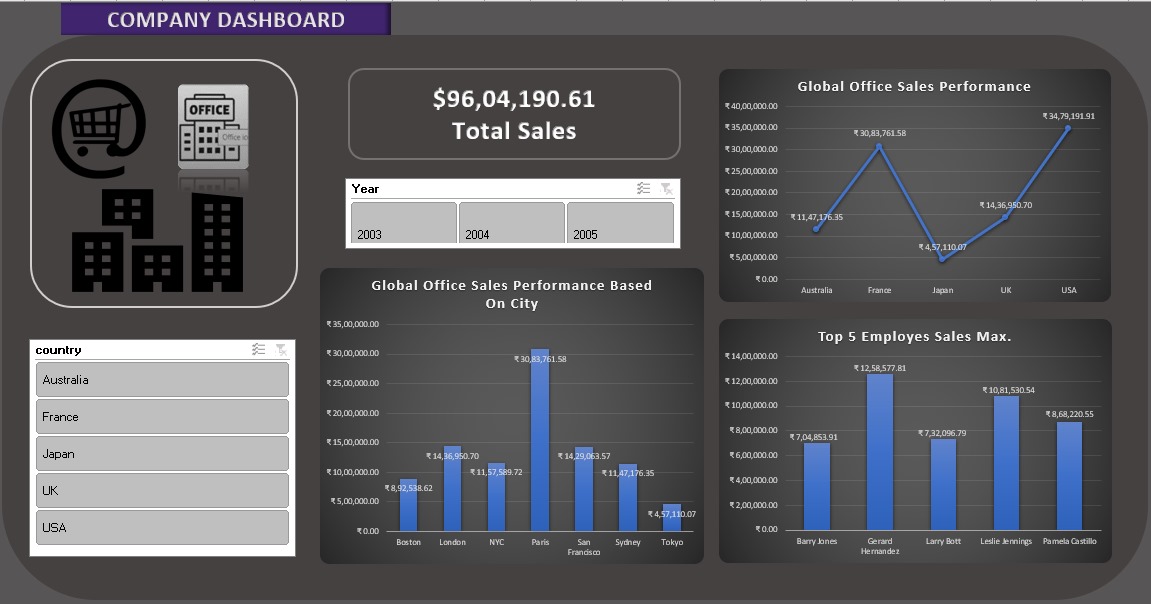 COMPANY DASHBOARD
OFFICE
Office ic
$96,04,190.61
Total Sales
Year
2003 2004 2005
country
Australia
France
Japan
UK
USA
Global Office Sales Performance Based
On City
₹35,00,000.00
₹30,00,000.00
₹25,00,000.00
₹20,00,000.00
₹15,00,000.00
₹10,00,000.00
₹5,00,000.00
₹0.00
₹8,92,538.62
₹14,36,950.70
₹11,57,589.72
₹30,83,761.58
₹14,29,063.57
₹11,47,176.35
₹4,57,110.07
Boston London NYC Paris San Francisco Sydney Tokyo
Global Office Sales Performance
₹40,00,000.00
₹35,00,000.00
₹30,00,000.00
₹25,00,000.00
₹20,00,000.00
₹15,00,000.00
₹10,00,000.00
₹5,00,000.00
₹0.00
₹11,47,176.35
₹30,83,761.58
₹4,57,110.07
₹14,36,950.70
₹34,79,191.91
Australia France Japan UK USA
Top 5 Employes Sales Max.
₹14,00,000.00
₹12,00,000.00
₹10,00,000.00
₹8,00,000.00
₹6,00,000.00
₹4,00,000.00
₹2,00,000.00
₹0.00
₹7,04,853.91
₹12,58,577.81
₹7,32,096.79
₹10,81,530.54
₹8,68,220.55
Barry Jones Gerard Hernandez Larry Bott Leslie Jennings Pamela Castillo